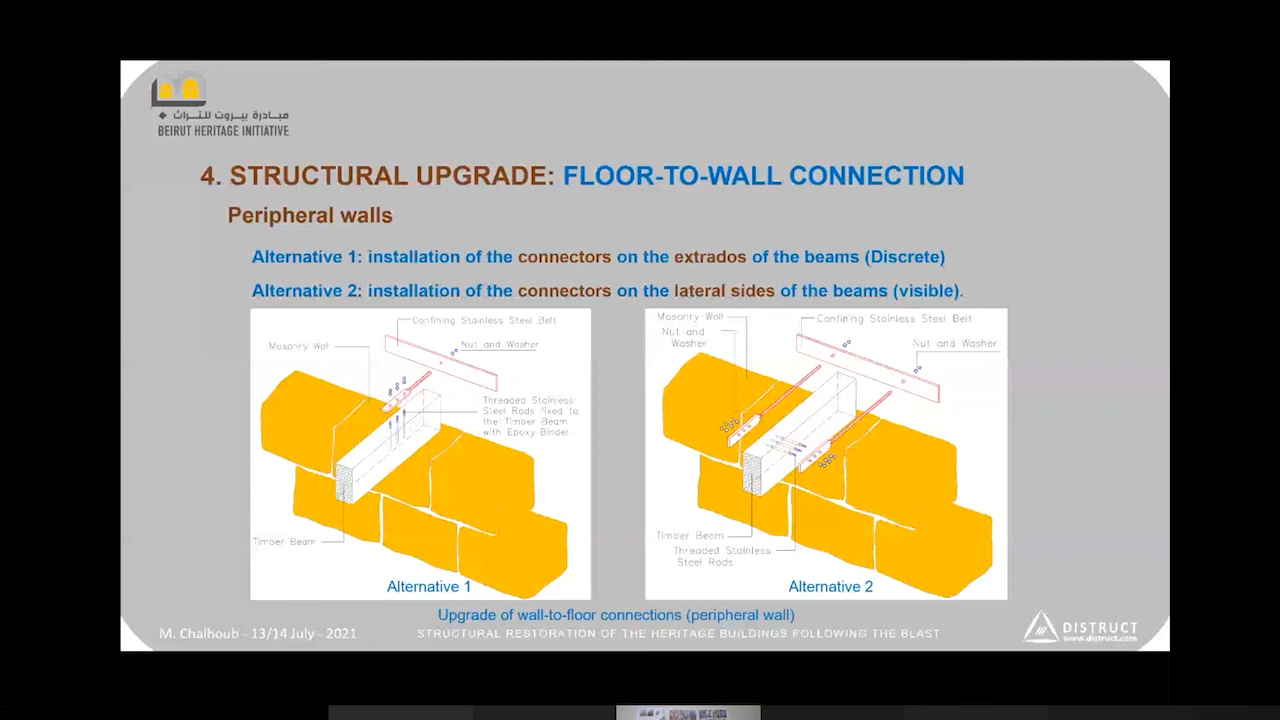 مبادرة بيروت للتراث
BEIRUT HERITAGE INITIATIVE
4. STRUCTURAL UPGRADE: FLOOR-TO-WALL CONNECTION
Peripheral walls
Alternative 1: installation of the connectors on the extrados of the beams (Discrete)
Alternative 2: installation of the connectors on the lateral sides of the beams (visible).
Confining Stainless Steel Belt
Masonry Wall
Nut and Washer
Threaded Stainless
Steel Rods fixed to
the Timber Beam
with Epoxy Binder
Timber Beam
Alternative 1
Masonry Wall
Nut and
Washer
Confining Stainless Steel Belt
Nut and Washer
Timber Beam
Threaded Stainless
Steel Rods
Alternative 2
Upgrade of wall-to-floor connections (peripheral wall)
M. Chalhoub - 13/14 July - 2021
STRUCTURAL RESTORATION OF THE HERITAGE BUILDINGS FOLLOWING THE BLAST
DISTRUCT
www.distruct.com